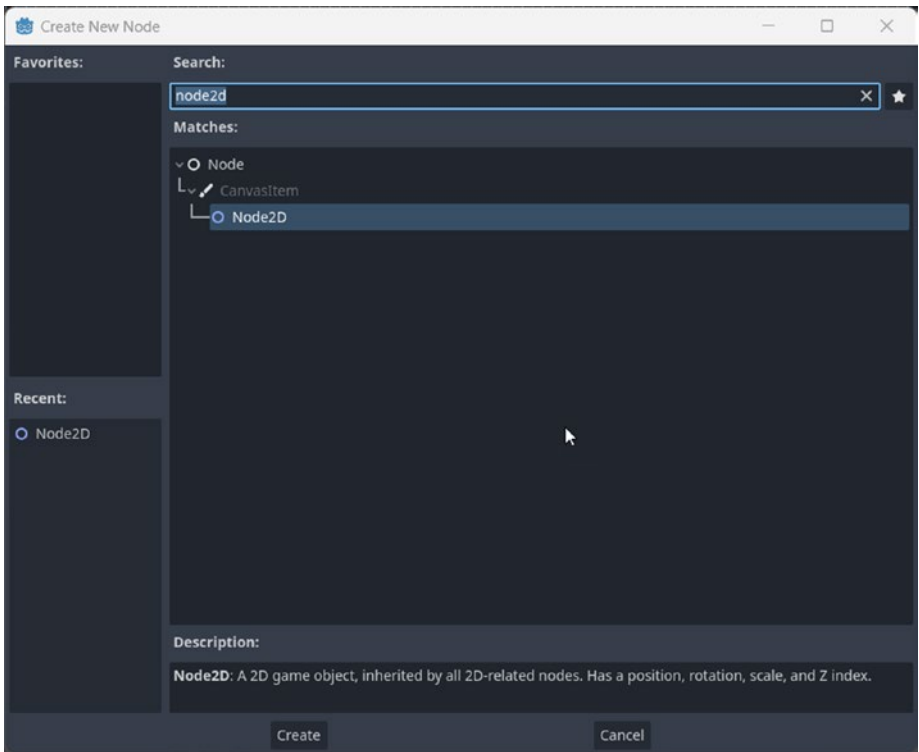 Create New Node
Favorites:
Search:
node2d
Matches:
Node
CanvasItem
Node2D
Recent:
Node2D
Description:
Node2D: A 2D game object, inherited by all 2D-related nodes. Has a position, rotation, scale, and Z index.
Create
Cancel